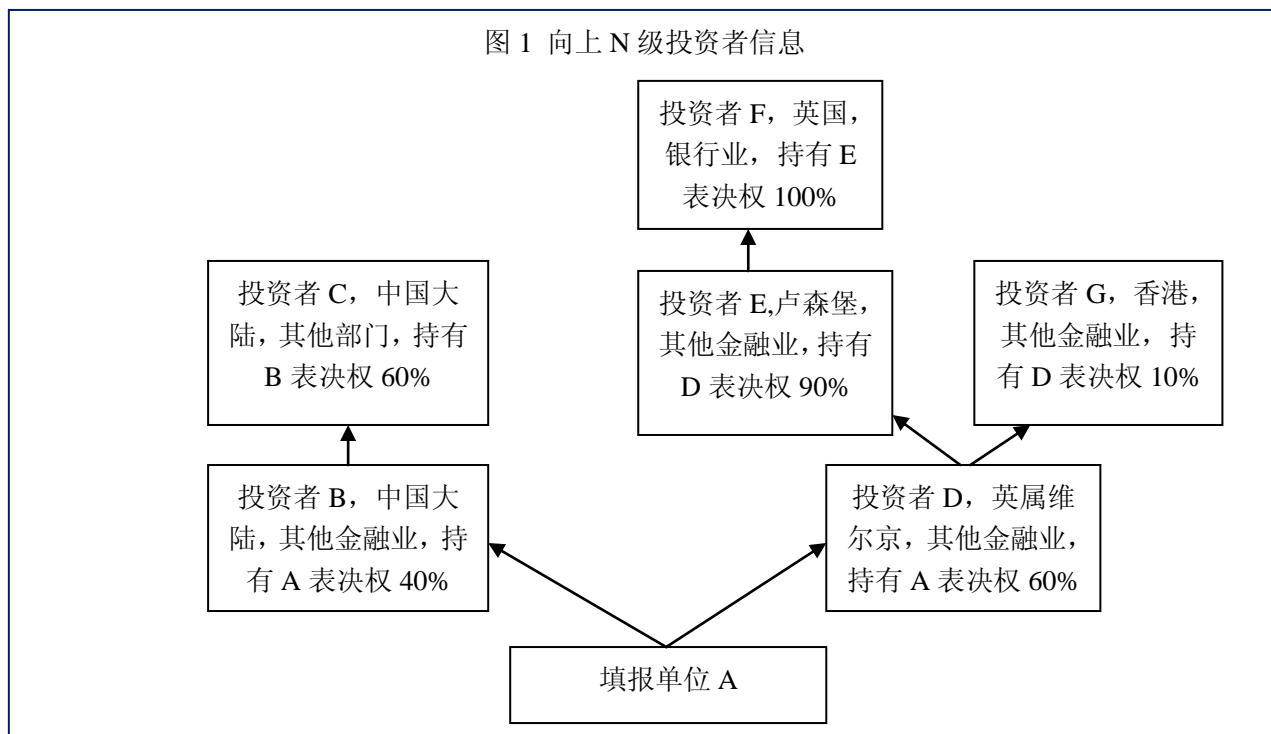 图 1 向上 N 级投资者信息
投资者 F，英国，
银行业，持有 E
表决权 100%
投资者 C，中国大
陆，其他部门，持有
B 表决权 60%
投资者 E,卢森堡，
其他金融业，持有
D 表决权 90%
投资者 G，香港，
其他金融业，持
有 D 表决权 10%
投资者 B，中国大
陆，其他金融业，持
有 A 表决权 40%
投资者 D，英属维
尔京，其他金融业，
持有 A 表决权 60%
填报单位 A